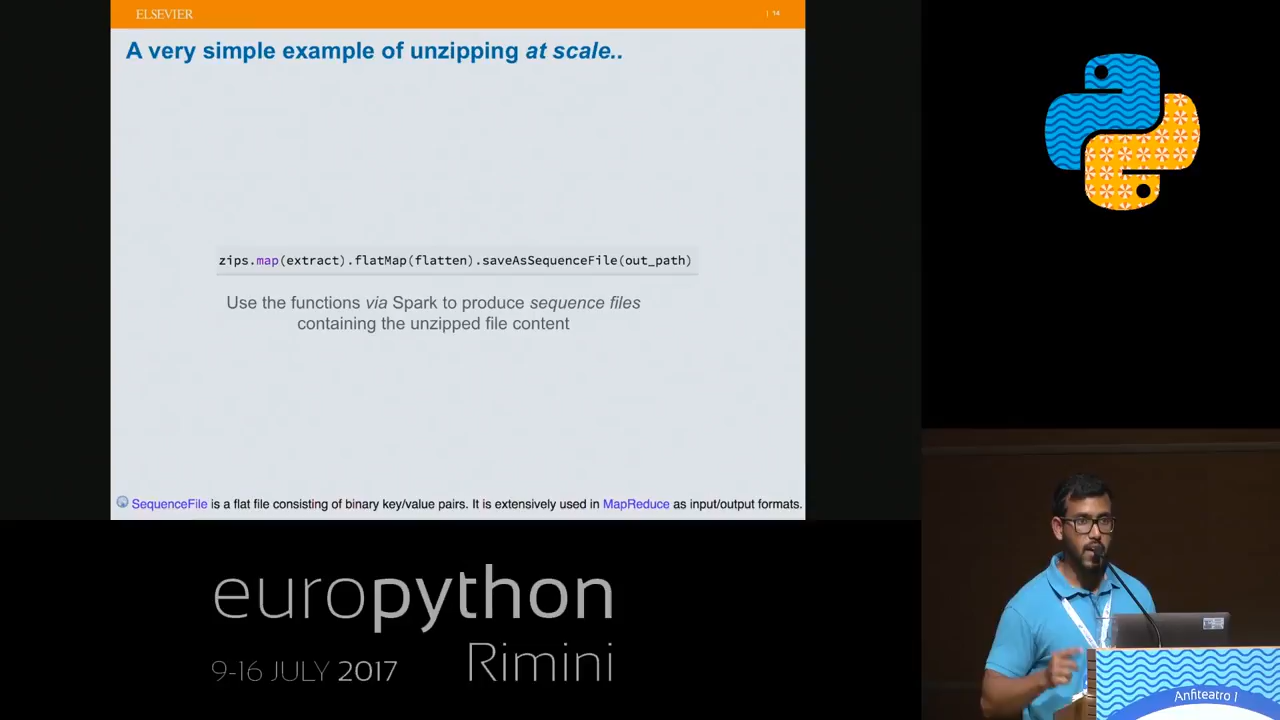 ELSEVIER
| 14
A very simple example of unzipping at scale..
zips.map(extract).flatMap(flatten).saveAsSequenceFile(out_path)
Use the functions via Spark to produce sequence files
containing the unzipped file content
SequenceFile is a flat file consisting of binary key/value pairs. It is extensively used in MapReduce as input/output formats.
europython
9-16 JULY 2017
Rimini
Anfiteatro 1